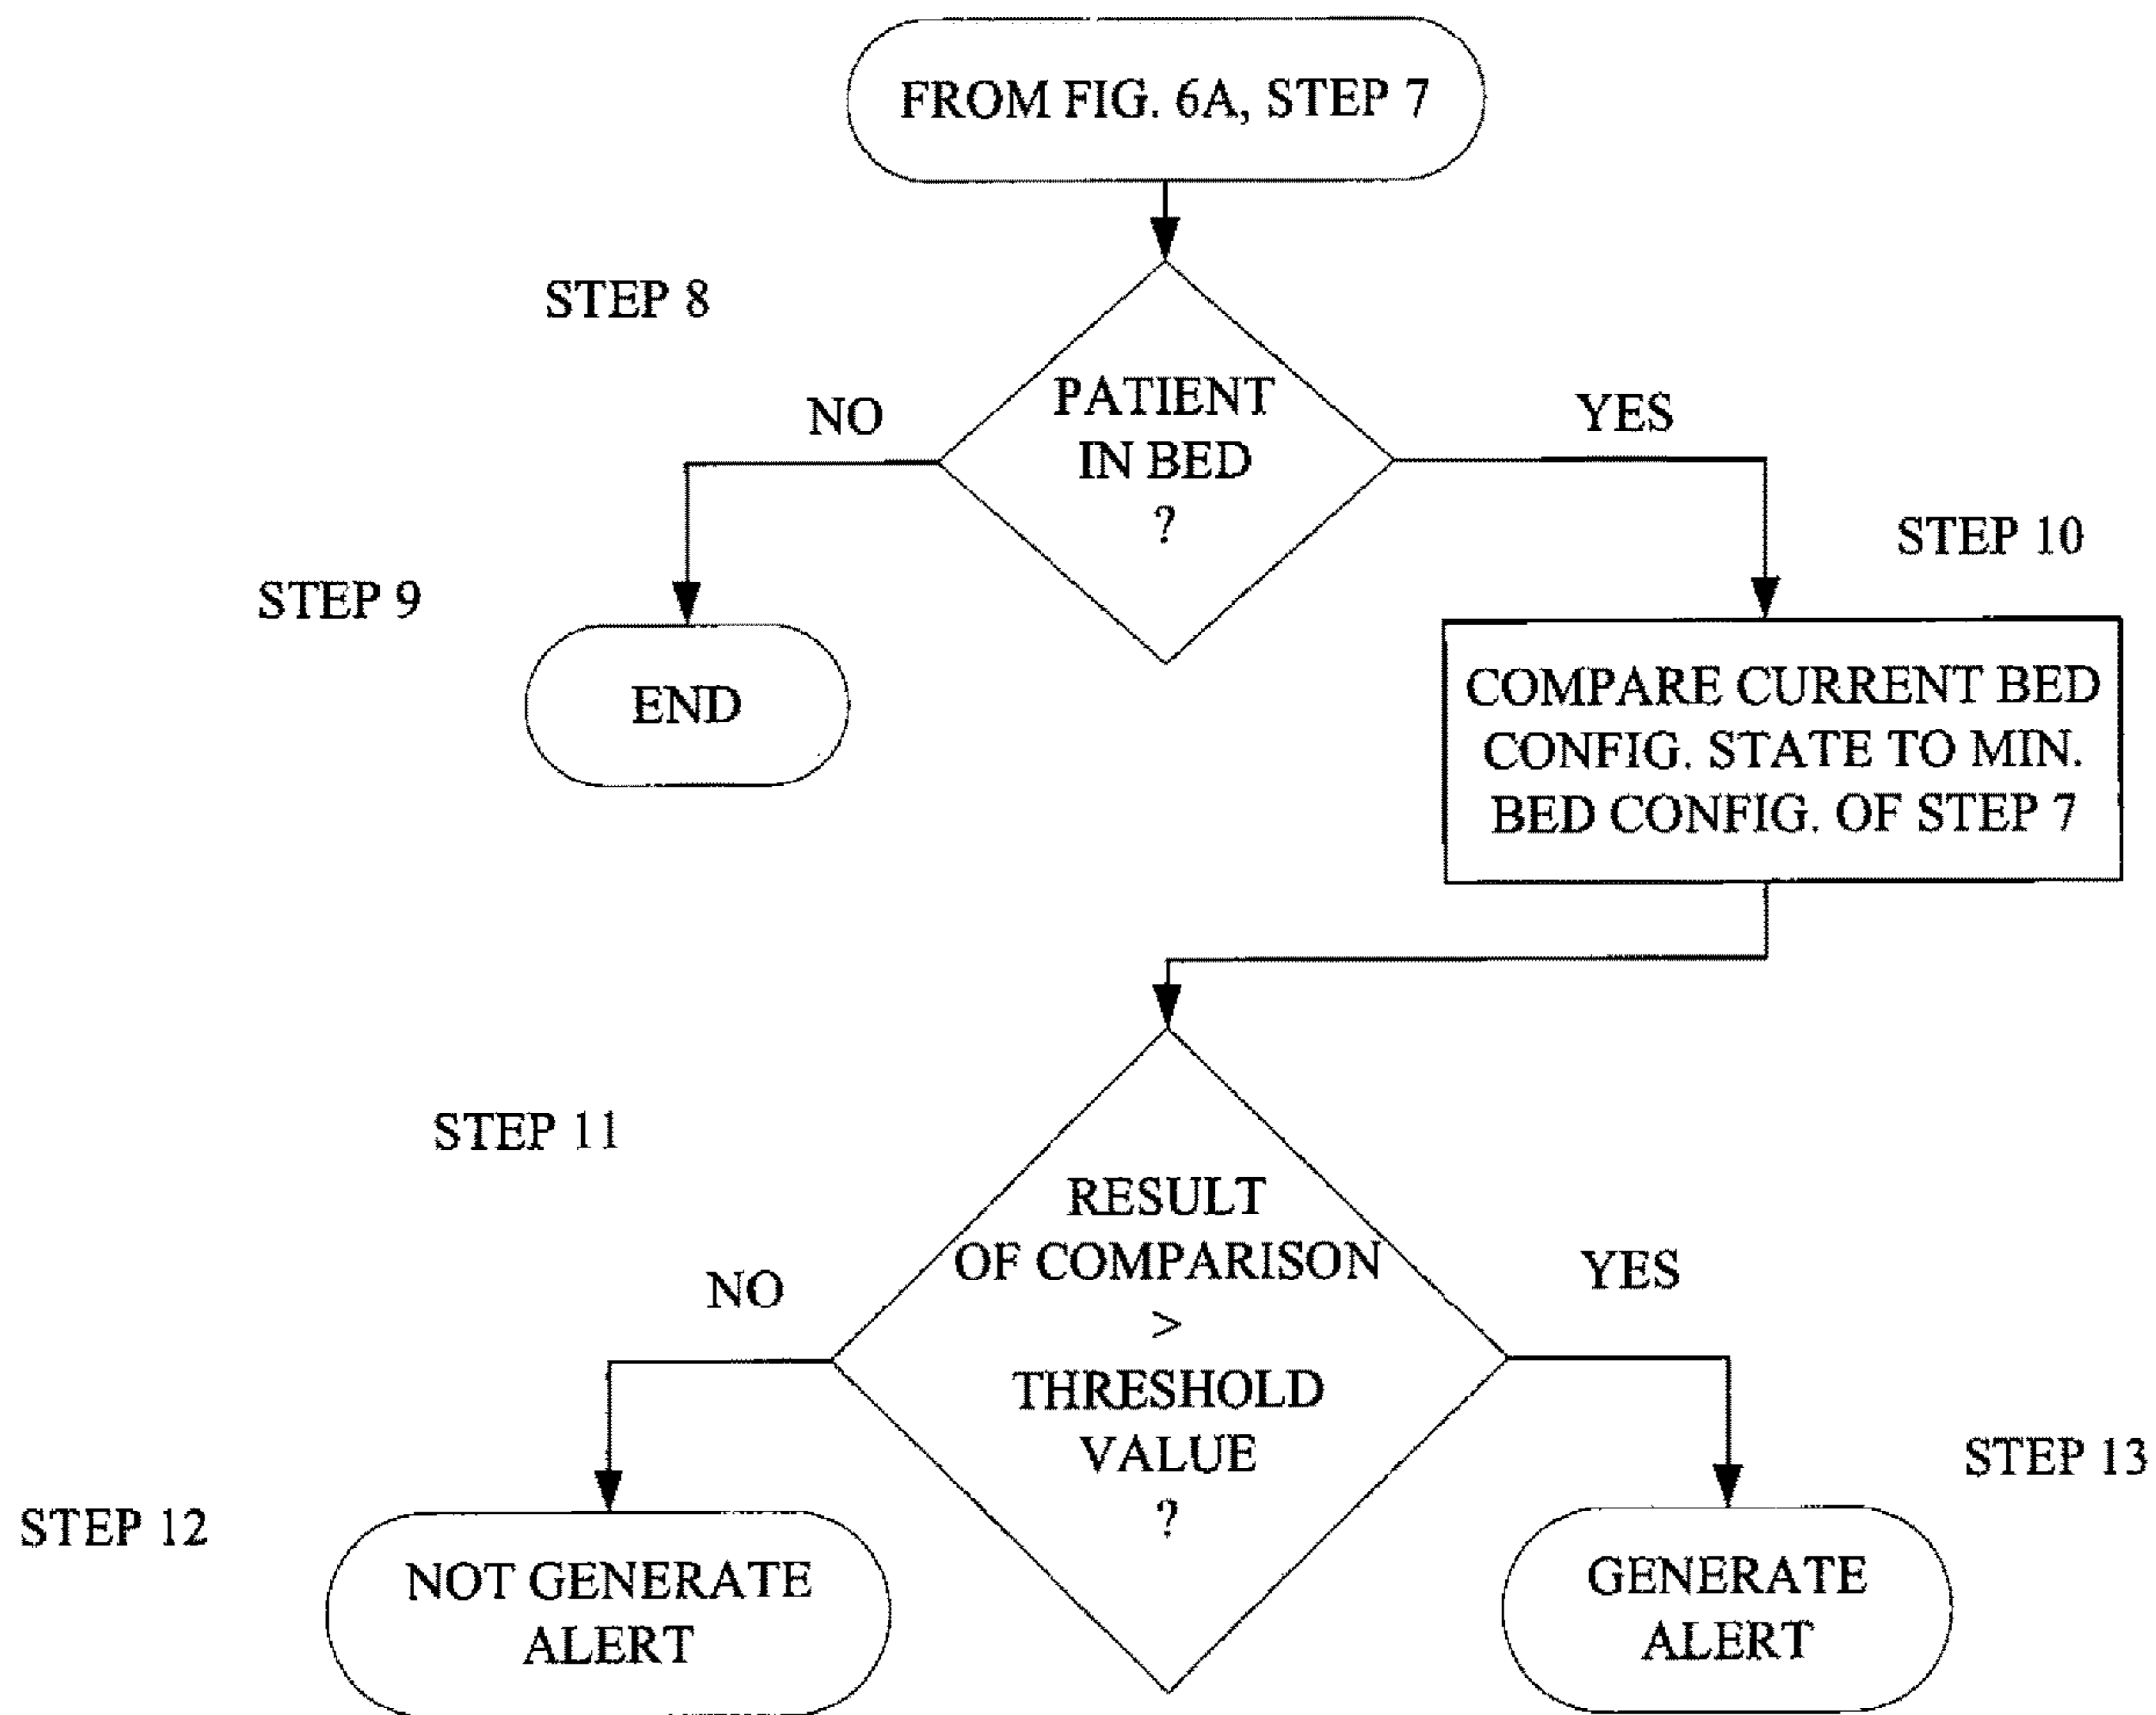 FROM FIG. 6A, STEP 7
STEP 8
PATIENT
IN BED
?
NO
YES
STEP 9
END
STEP 10
COMPARE CURRENT BED
CONFIG. STATE TO MIN.
BED CONFIG. OF STEP 7
STEP 11
RESULT
OF COMPARISON
>
THRESHOLD
VALUE
?
NO
YES
STEP 12
NOT GENERATE
ALERT
STEP 13
GENERATE
ALERT